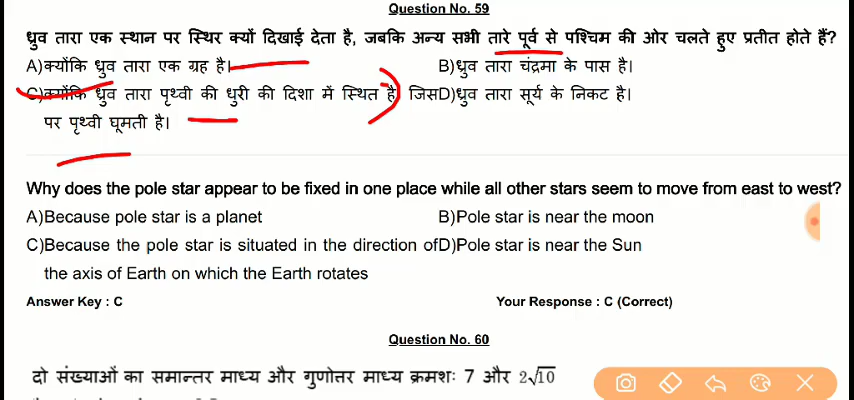 Question No. 59
ध्रुव तारा एक स्थान पर स्थिर क्यों दिखाई देता है, जबकि अन्य सभी तारे पूर्व से पश्चिम की ओर चलते हुए प्रतीत होते हैं?
A)क्योंकि ध्रुव तारा एक ग्रह है। B)ध्रुव तारा चंद्रमा के पास है।
C)क्योंकि ध्रुव तारा पृथ्वी की धुरी की दिशा में स्थित है, जिस D)ध्रुव तारा सूर्य के निकट है।
पर पृथ्वी घूमती है।
Why does the pole star appear to be fixed in one place while all other stars seem to move from east to west?
A)Because pole star is a planet B)Pole star is near the moon
C)Because the pole star is situated in the direction of D)Pole star is near the Sun
the axis of Earth on which the Earth rotates
Answer Key : C Your Response : C (Correct)
Question No. 60
दो संख्याओं का समान्तर माध्य और गुणोत्तर माध्य क्रमशः 7 और 2√10